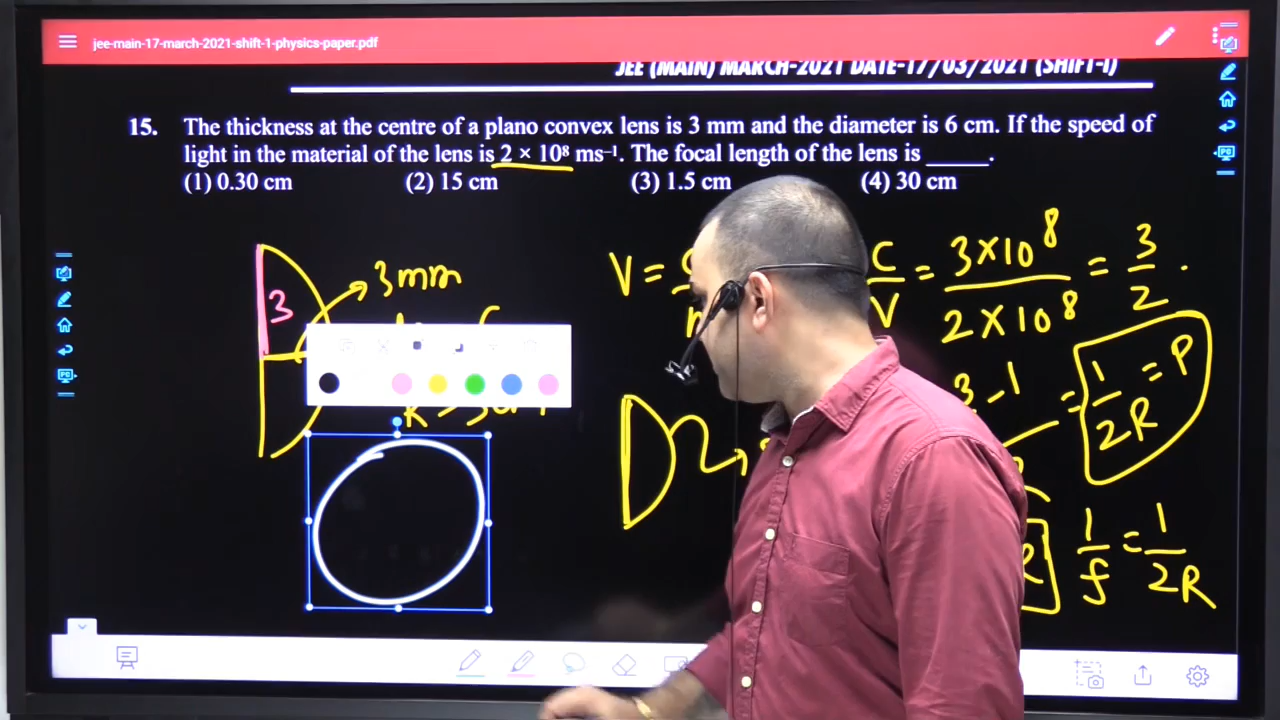 jee-main-17-march-2021-shift-1-physics-paper.pdf
JEE (MAIN) MARCH-2021 DATE-17/03/2021 (SHIFT-I)
15. The thickness at the centre of a plano convex lens is 3 mm and the diameter is 6 cm. If the speed of
light in the material of the lens is 2 × 10⁸ ms⁻¹. The focal length of the lens is _____.
(1) 0.30 cm (2) 15 cm (3) 1.5 cm (4) 30 cm
3
3mm
V =
C/V = 3×10⁸/2×10⁸ = 3/2 .
- 1 = 1/2R = P
1/f = 1/2R